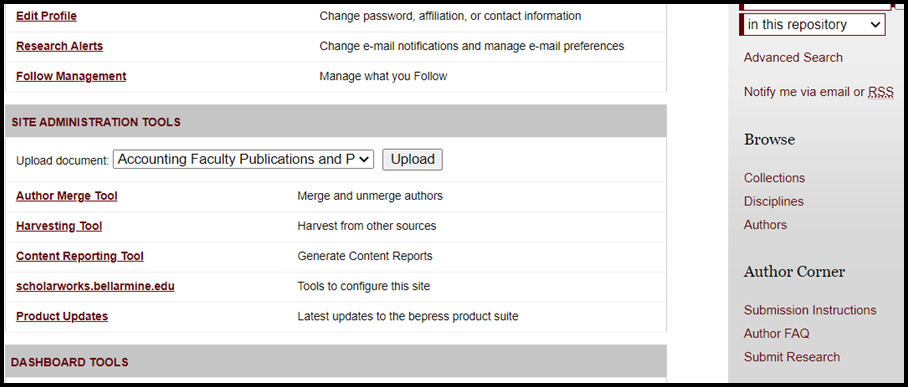 Edit Profile Change password, affiliation, or contact information
Research Alerts Change e-mail notifications and manage e-mail preferences
Follow Management Manage what you Follow
SITE ADMINISTRATION TOOLS
Upload document: Accounting Faculty Publications and P Upload
Author Merge Tool Merge and unmerge authors
Harvesting Tool Harvest from other sources
Content Reporting Tool Generate Content Reports
scholarworks.bellarmine.edu Tools to configure this site
Product Updates Latest updates to the bepress product suite
DASHBOARD TOOLS
in this repository
Advanced Search
Notify me via email or RSS
Browse
Collections
Disciplines
Authors
Author Corner
Submission Instructions
Author FAQ
Submit Research